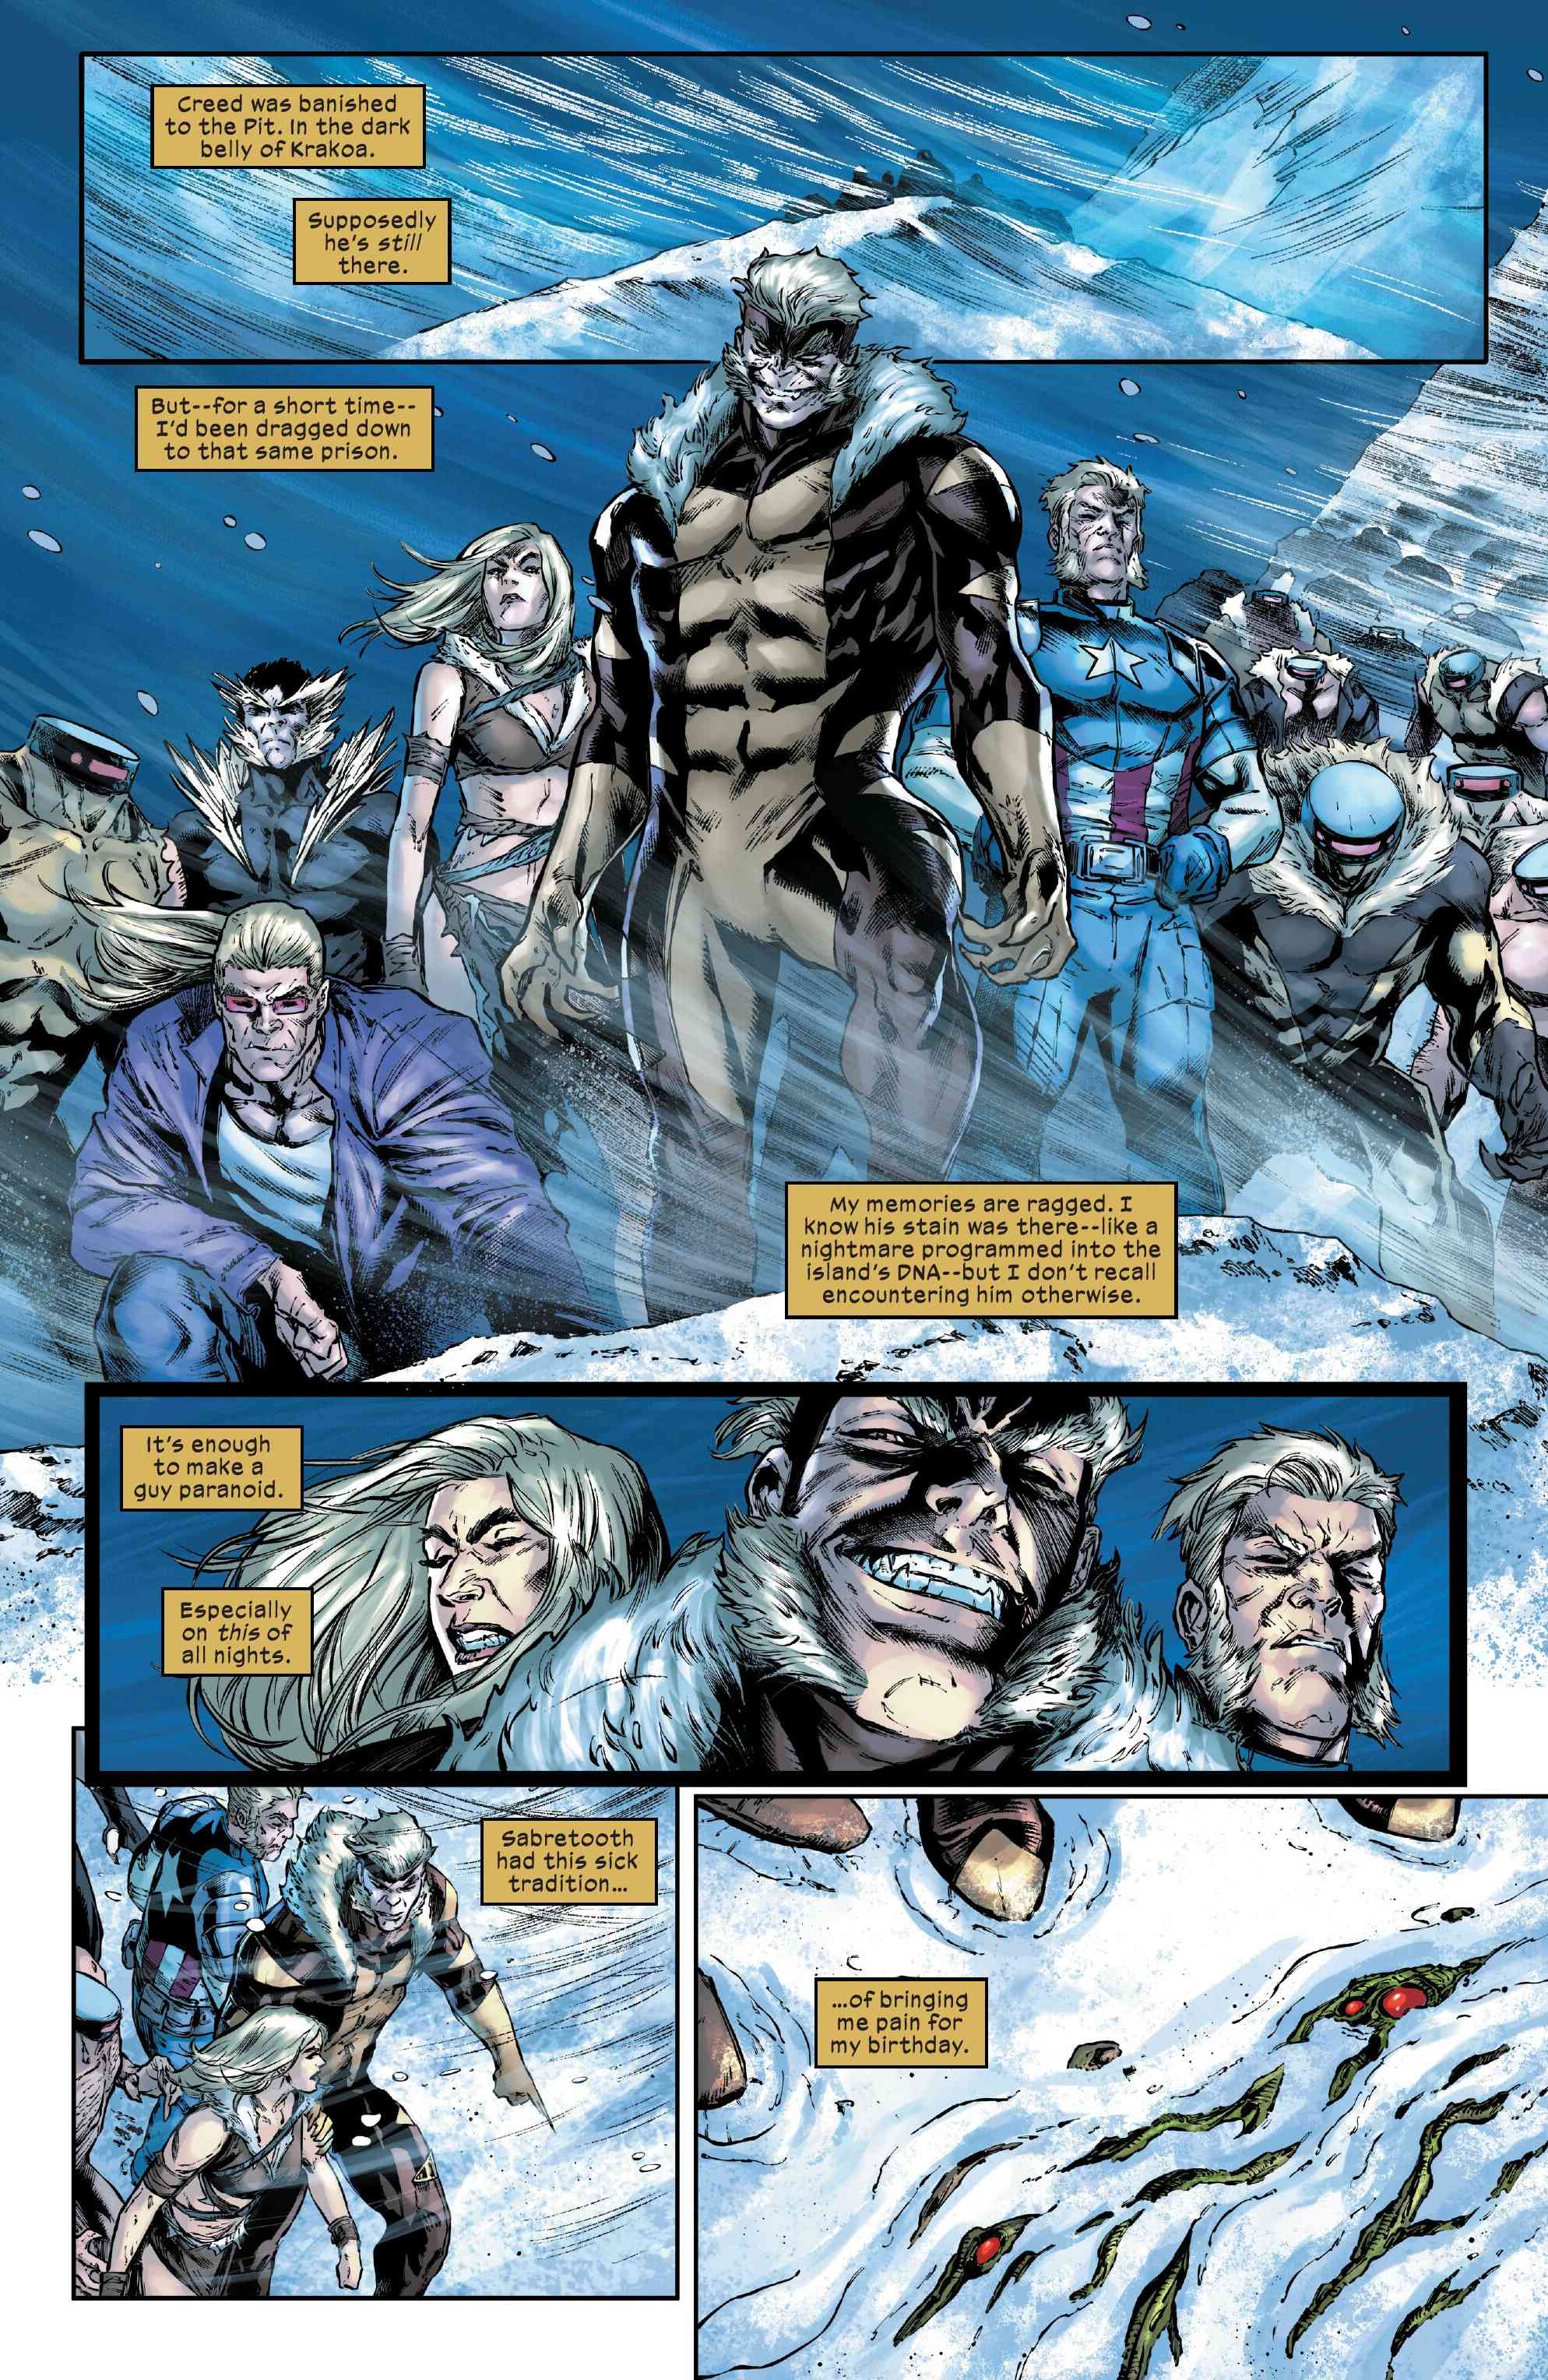 Creed was banished
to the Pit. In the dark
belly of Krakoa.
Supposedly
he's still
there.
But--for a short time--
I'd been dragged down
to that same prison.
My memories are ragged. I
know his stain was there--like a
nightmare programmed into the
island's DNA--but I don't recall
encountering him otherwise.
It's enough
to make a
guy paranoid.
Especially
on this of
all nights.
Sabretooth
had this sick
tradition...
...of bringing
me pain for
my birthday.